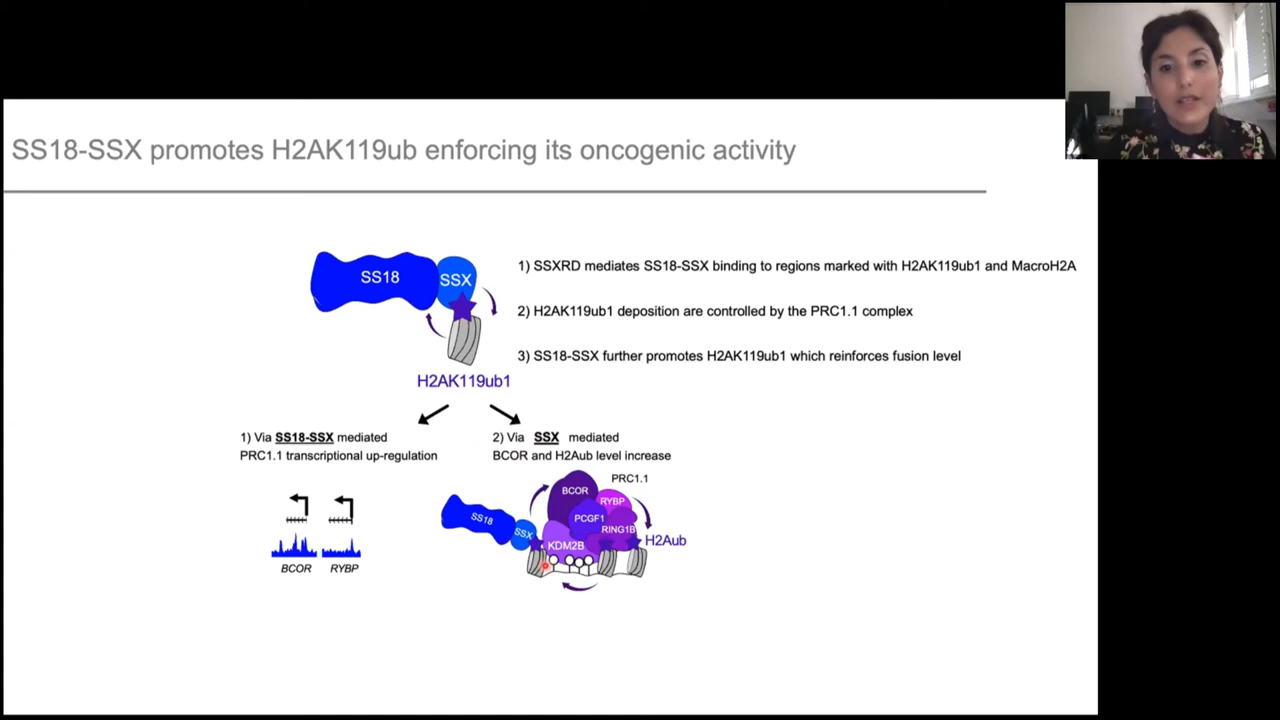 SS18-SSX promotes H2AK119ub enforcing its oncogenic activity
SS18
SSX
H2AK119ub1
1) SSXRD mediates SS18-SSX binding to regions marked with H2AK119ub1 and MacroH2A
2) H2AK119ub1 deposition are controlled by the PRC1.1 complex
3) SS18-SSX further promotes H2AK119ub1 which reinforces fusion level
1) Via SS18-SSX mediated
PRC1.1 transcriptional up-regulation
BCOR
RYBP
2) Via SSX mediated
BCOR and H2Aub level increase
PRC1.1
BCOR
RYBP
PCGF1
RING1B
SS18
SSX
KDM2B
H2Aub